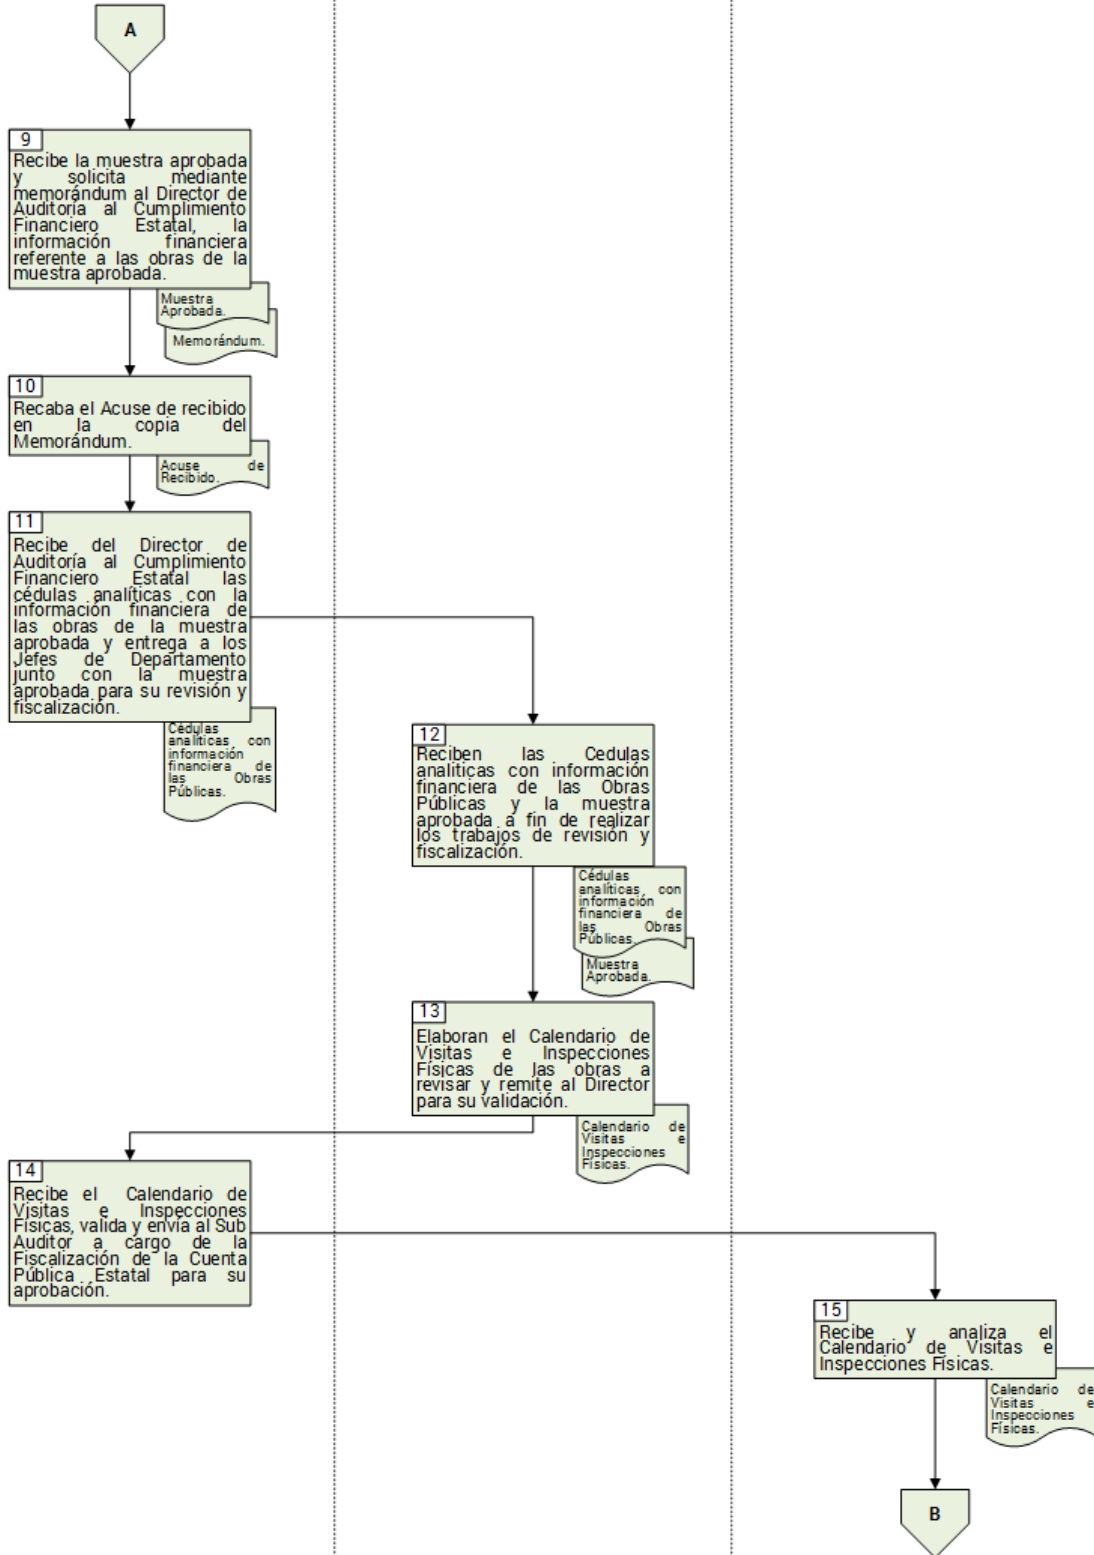 A
9
Recibe la muestra aprobada
y solicita mediante
memorándum al Director de
Auditoría al Cumplimiento
Financiero Estatal, la
información financiera
referente a las obras de la
muestra aprobada.
Muestra
Aprobada.
Memorándum.
10
Recaba el Acuse de recibido
en la copia del
Memorándum.
Acuse de
Recibido.
11
Recibe del Director de
Auditoría al Cumplimiento
Financiero Estatal las
cédulas analíticas con la
información financiera de
las obras de la muestra
aprobada y entrega a los
Jefes de Departamento
junto con la muestra
aprobada para su revisión y
fiscalización.
Cédulas
analíticas con
información
financiera de
las Obras
Públicas.
12
Reciben las Cedulas
analíticas con información
financiera de las Obras
Públicas y la muestra
aprobada a fin de realizar
los trabajos de revisión y
fiscalización.
Cédulas
analíticas con
información
financiera de
las Obras
Públicas.
Muestra
Aprobada.
13
Elaboran el Calendario de
Visitas e Inspecciones
Físicas de las obras a
revisar y remite al Director
para su validación.
Calendario de
Visitas e
Inspecciones
Físicas.
14
Recibe el Calendario de
Visitas e Inspecciones
Físicas, valida y envía al Sub
Auditor a cargo de la
Fiscalización de la Cuenta
Pública Estatal para su
aprobación.
15
Recibe y analiza el
Calendario de Visitas e
Inspecciones Físicas.
Calendario de
Visitas e
Inspecciones
Físicas.
B